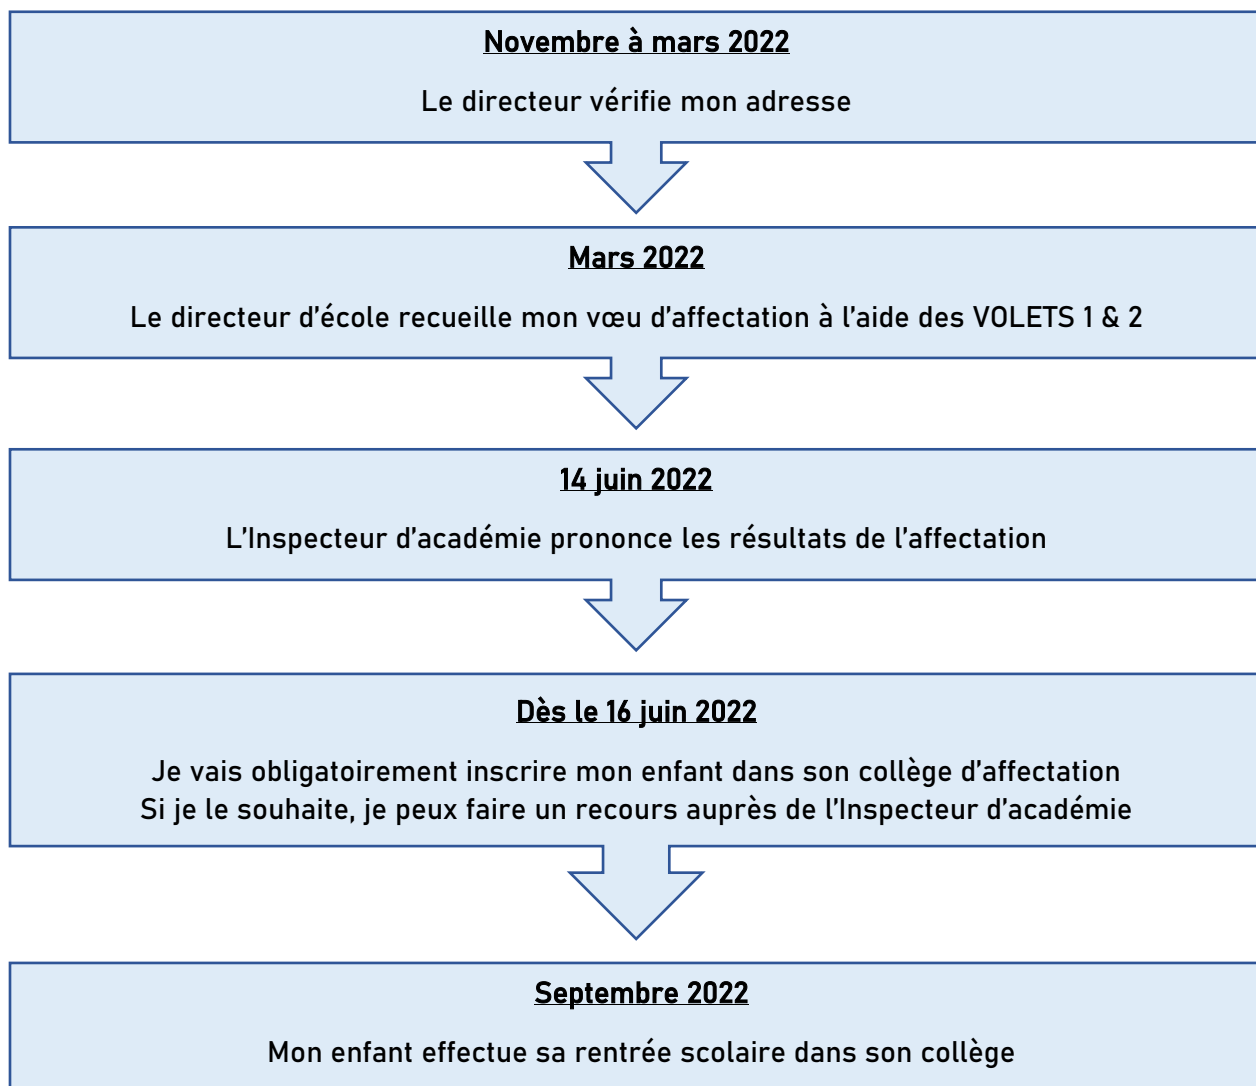 Novembre à mars 2022
Le directeur vérifie mon adresse
Mars 2022
Le directeur d’école recueille mon vœu d’affectation à l’aide des VOLETS 1 & 2
14 juin 2022
L’Inspecteur d’académie prononce les résultats de l’affectation
Dès le 16 juin 2022
Je vais obligatoirement inscrire mon enfant dans son collège d’affectation
Si je le souhaite, je peux faire un recours auprès de l’Inspecteur d’académie
Septembre 2022
Mon enfant effectue sa rentrée scolaire dans son collège